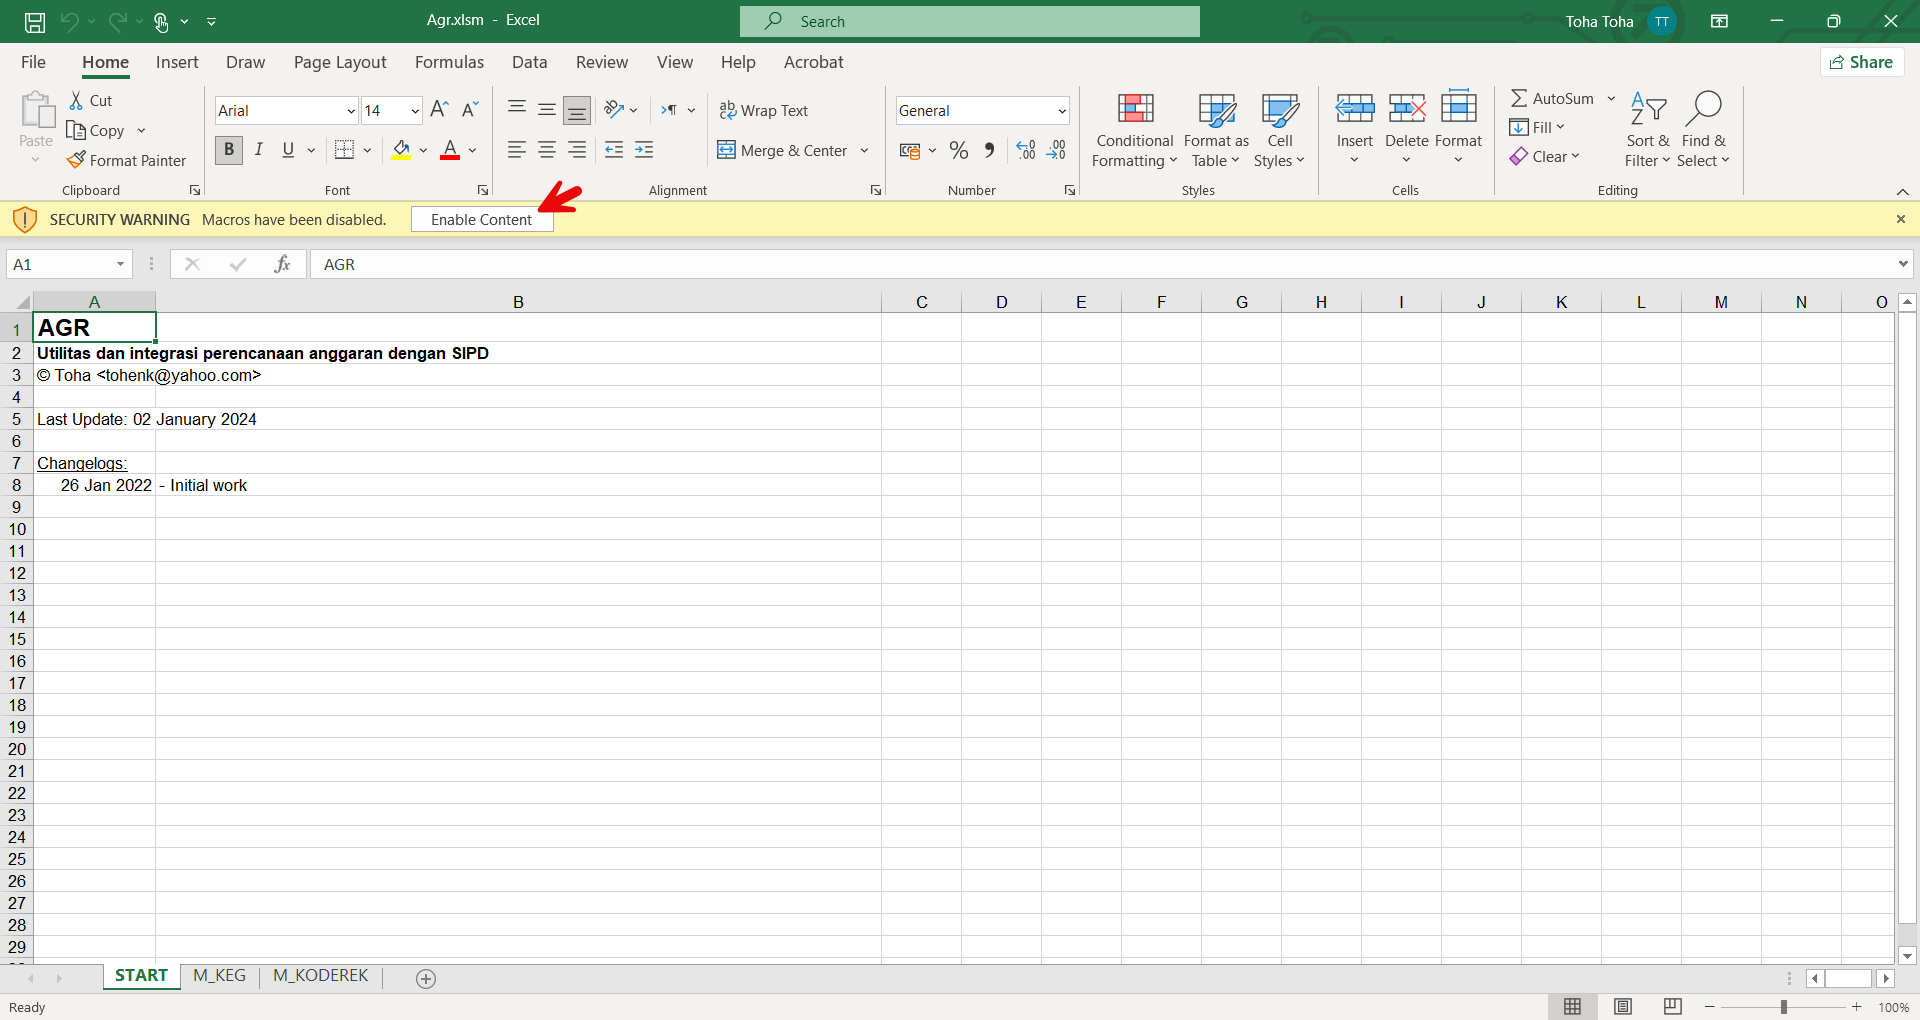 Agr.xlsm - Excel
Search
Toha Toha
TT
File Home Insert Draw Page Layout Formulas Data Review View Help Acrobat
Share
Paste
Cut
Copy
Format Painter
Clipboard
Arial
14
B I U
Font
Wrap Text
Merge & Center
Alignment
General
Number
Conditional Formatting
Format as Table
Cell Styles
Styles
Insert
Delete
Format
Cells
AutoSum
Fill
Clear
Sort & Filter
Find & Select
Editing
SECURITY WARNING Macros have been disabled.
Enable Content
A1
fx
AGR
A B C D E F G H I J K L M N O
1 AGR
2 Utilitas dan integrasi perencanaan anggaran dengan SIPD
3 © Toha <tohenk@yahoo.com>
4
5 Last Update: 02 January 2024
6
7 Changelogs:
8 26 Jan 2022 - Initial work
9
10
11
12
13
14
15
16
17
18
19
20
21
22
23
24
25
26
27
28
29
START M_KEG M_KODEREK
Ready
100%